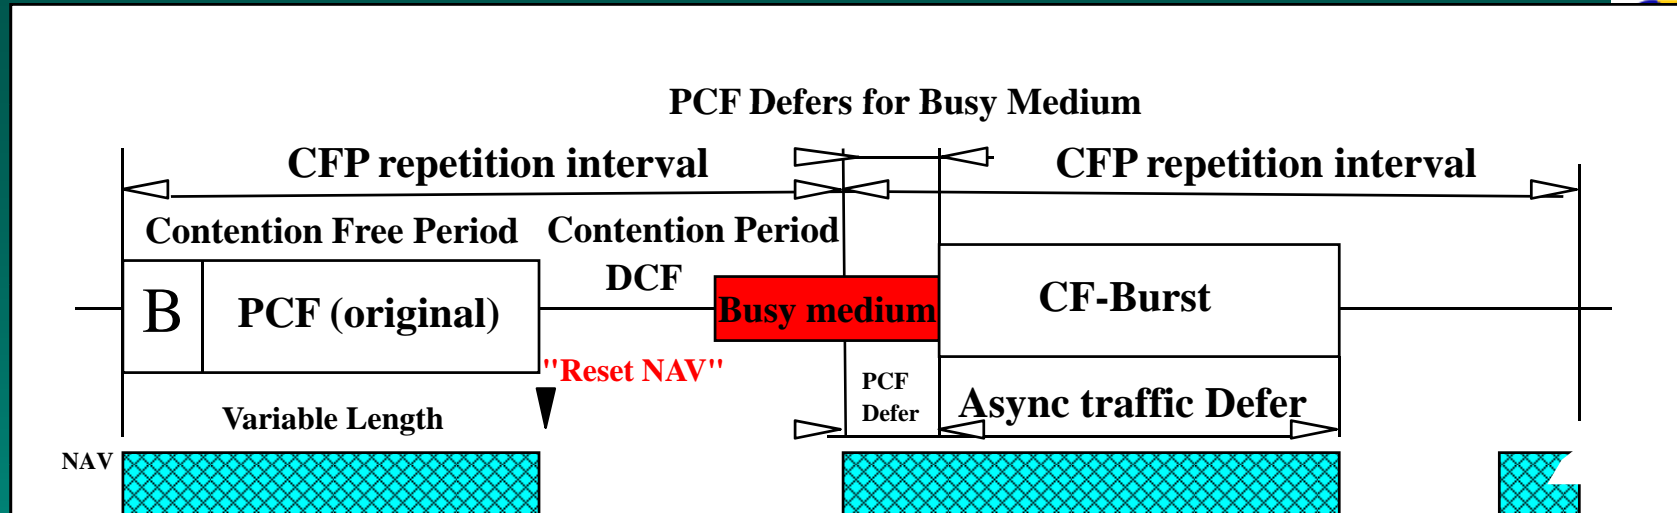 PCF Defers for Busy Medium
CFP repetition interval
CFP repetition interval
Contention Free Period
Contention Period
DCF
B
PCF (original)
Busy medium
CF-Burst
"Reset NAV"
PCF
Defer
Variable Length
Async traffic Defer
NAV